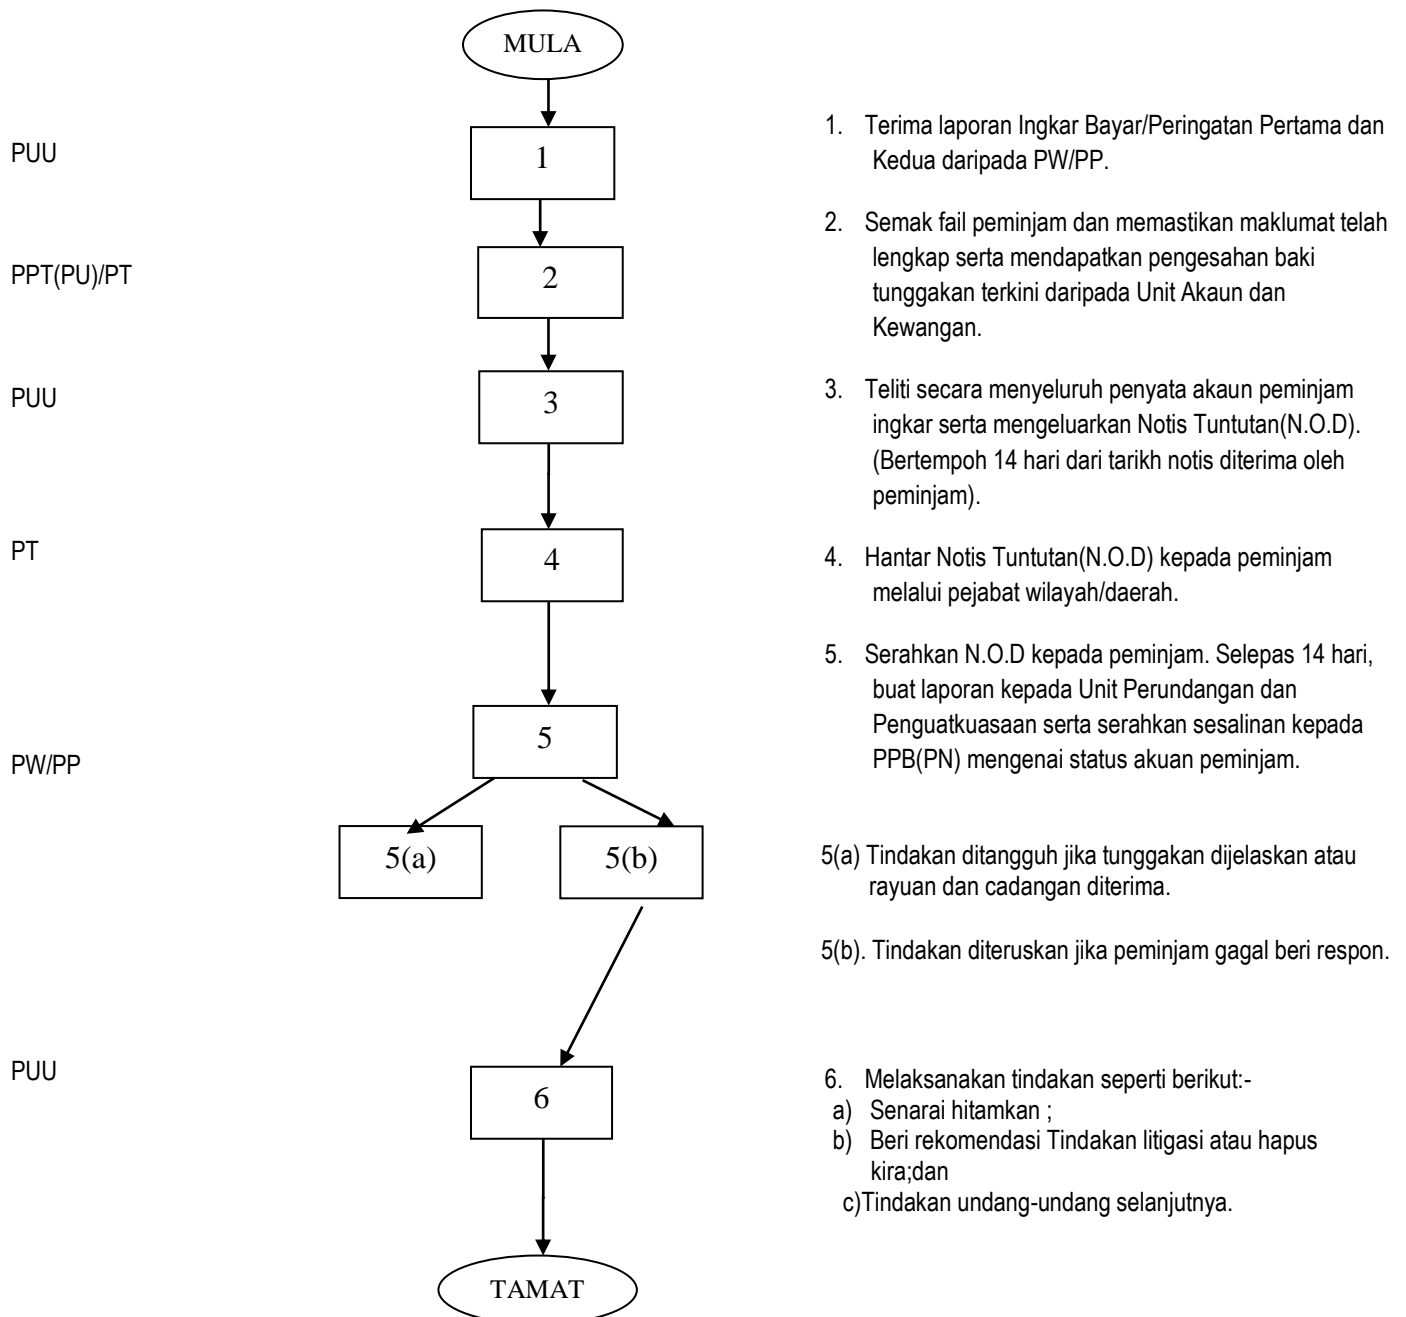 MULA
PUU
1
1. Terima laporan Ingkar Bayar/Peringatan Pertama dan
Kedua daripada PW/PP.
PPT(PU)/PT
2
2. Semak fail peminjam dan memastikan maklumat telah
lengkap serta mendapatkan pengesahan baki
tunggakan terkini daripada Unit Akaun dan
Kewangan.
PUU
3
3. Teliti secara menyeluruh penyata akaun peminjam
ingkar serta mengeluarkan Notis Tuntutan(N.O.D).
(Bertempoh 14 hari dari tarikh notis diterima oleh
peminjam).
PT
4
4. Hantar Notis Tuntutan(N.O.D) kepada peminjam
melalui pejabat wilayah/daerah.
PW/PP
5
5. Serahkan N.O.D kepada peminjam. Selepas 14 hari,
buat laporan kepada Unit Perundangan dan
Penguatkuasaan serta serahkan sesalinan kepada
PPB(PN) mengenai status akuan peminjam.
5(a)
5(b)
5(a) Tindakan ditangguh jika tunggakan dijelaskan atau
rayuan dan cadangan diterima.
5(b). Tindakan diteruskan jika peminjam gagal beri respon.
PUU
6
6. Melaksanakan tindakan seperti berikut:-
a) Senarai hitamkan ;
b) Beri rekomendasi Tindakan litigasi atau hapus
kira;dan
c)Tindakan undang-undang selanjutnya.
TAMAT